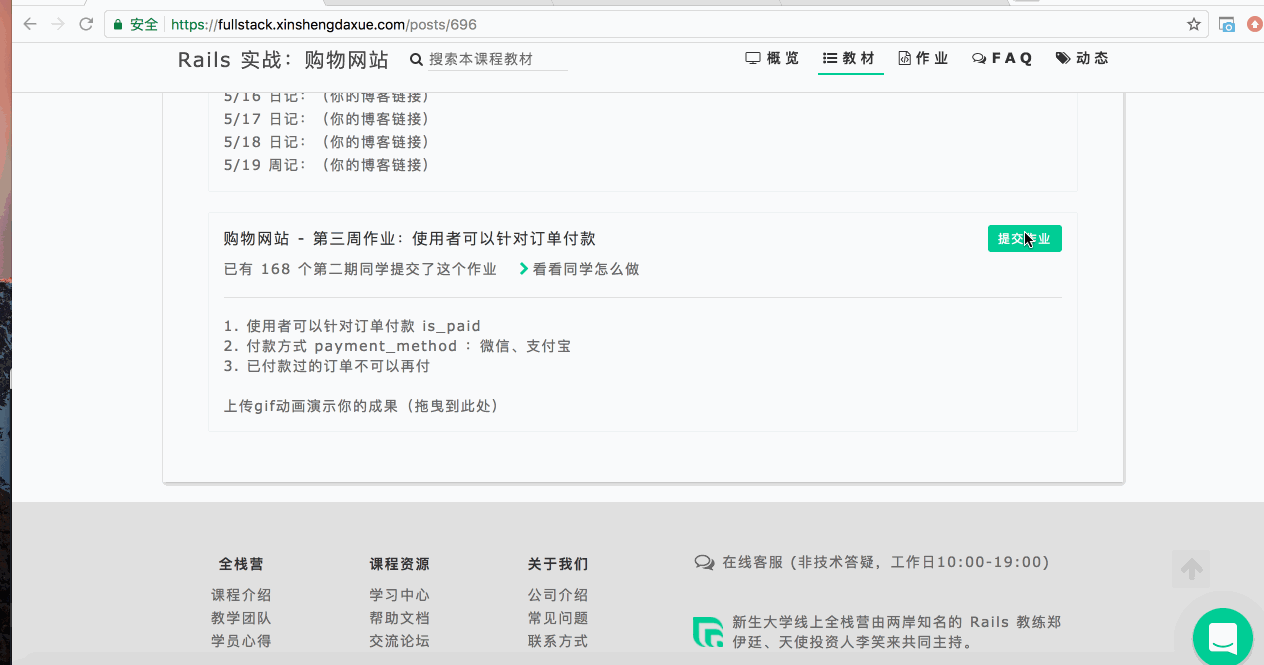 安全 https://fullstack.xinshengdaxue.com/posts/696
Rails 实战：购物网站 搜索本课程教材 概览 教材 作业 FAQ 动态
5/16 日记：（你的博客链接）
5/17 日记：（你的博客链接）
5/18 日记：（你的博客链接）
5/19 周记：（你的博客链接）
购物网站 - 第三周作业：使用者可以针对订单付款 提交作业
已有 168 个第二期同学提交了这个作业 看看同学怎么做
1. 使用者可以针对订单付款 is_paid
2. 付款方式 payment_method ：微信、支付宝
3. 已付款过的订单不可以再付
上传gif动画演示你的成果（拖曳到此处）
全栈营 课程资源 关于我们 在线客服 (非技术答疑，工作日10:00-19:00)
课程介绍 学习中心 公司介绍
教学团队 帮助文档 常见问题 新生大学线上全栈营由两岸知名的 Rails 教练郑
学员心得 交流论坛 联系方式 伊廷、天使投资人李笑来共同主持。